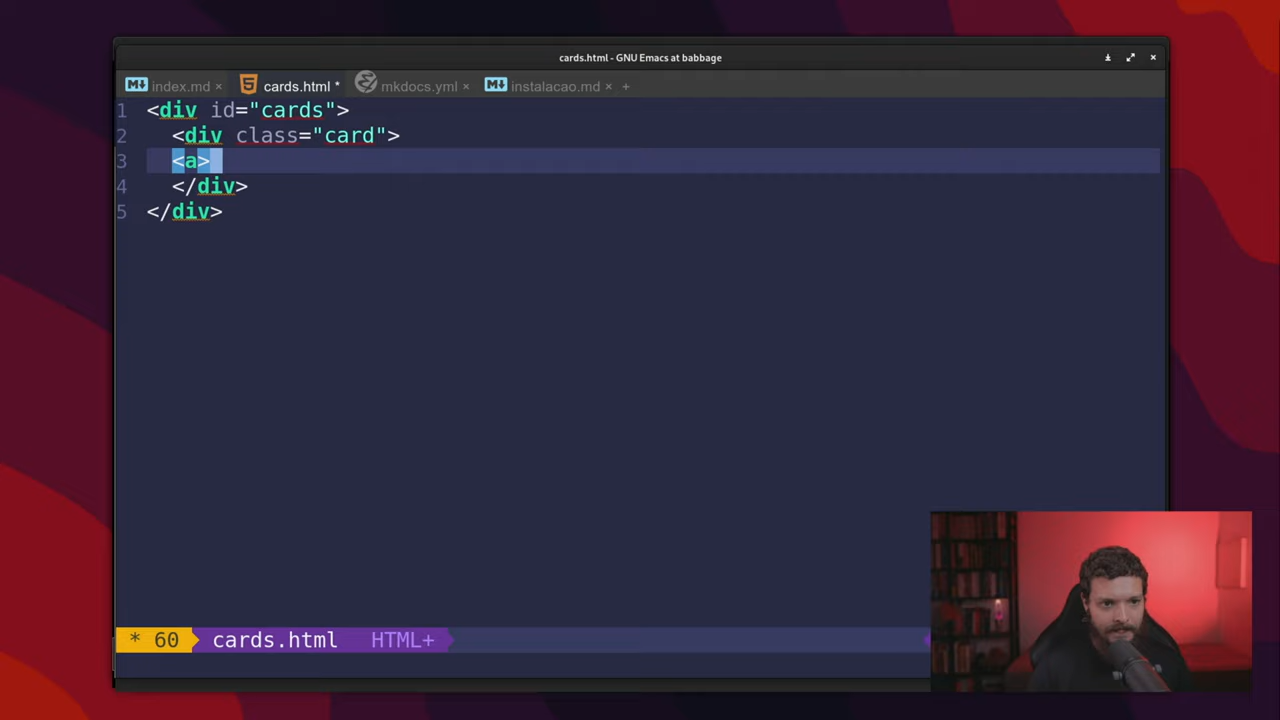 cards.html - GNU Emacs at babbage
index.md × cards.html * mkdocs.yml × instalacao.md × +
1 <div id="cards">
2 <div class="card">
3 <a>
4 </div>
5 </div>
* 60 cards.html HTML+